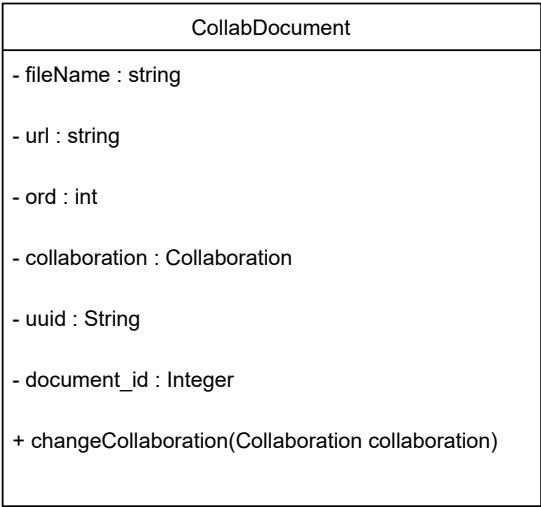 CollabDocument
- fileName : string
- url : string
- ord : int
- collaboration : Collaboration
- uuid : String
- document_id : Integer
+ changeCollaboration(Collaboration collaboration)